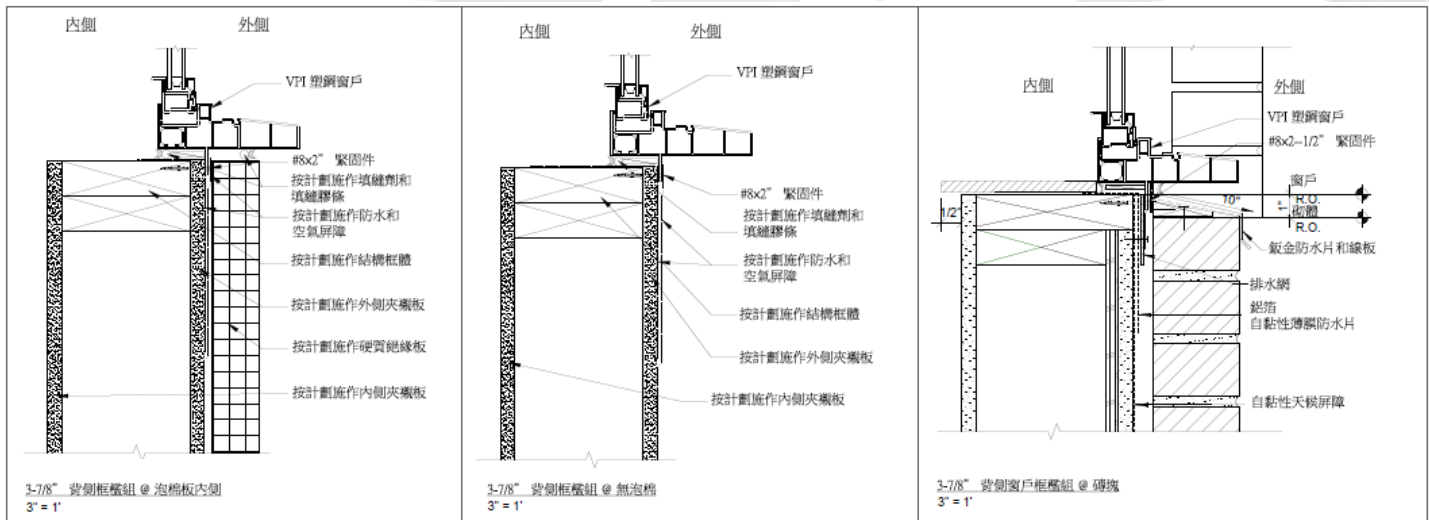 內側
外側
VPI 塑鋼窗戶
#8x2" 緊固件
按計劃施作填縫劑和
填縫膠條
按計劃施作防水和
空氣屏障
按計劃施作結構框體
按計劃施作外側夾襯板
按計劃施作硬質絕緣板
按計劃施作內側夾襯板
3-7/8" 背側框檻組 @ 泡棉板內側
3" = 1'
內側
外側
VPI 塑鋼窗戶
#8x2" 緊固件
按計劃施作填縫劑和
填縫膠條
按計劃施作防水和
空氣屏障
按計劃施作結構框體
按計劃施作外側夾襯板
按計劃施作內側夾襯板
3-7/8" 背側框檻組 @ 無泡棉
3" = 1'
內側
外側
VPI 塑鋼窗戶
#8x2--1/2" 緊固件
窗戶
R.O.
10"
1"
砌體
R.O.
1/2"
鈑金防水片和線板
排水網
鋁箔
自黏性薄膜防水片
自黏性天候屏障
3-7/8" 背側窗戶框檻組 @ 磚塊
3" = 1'